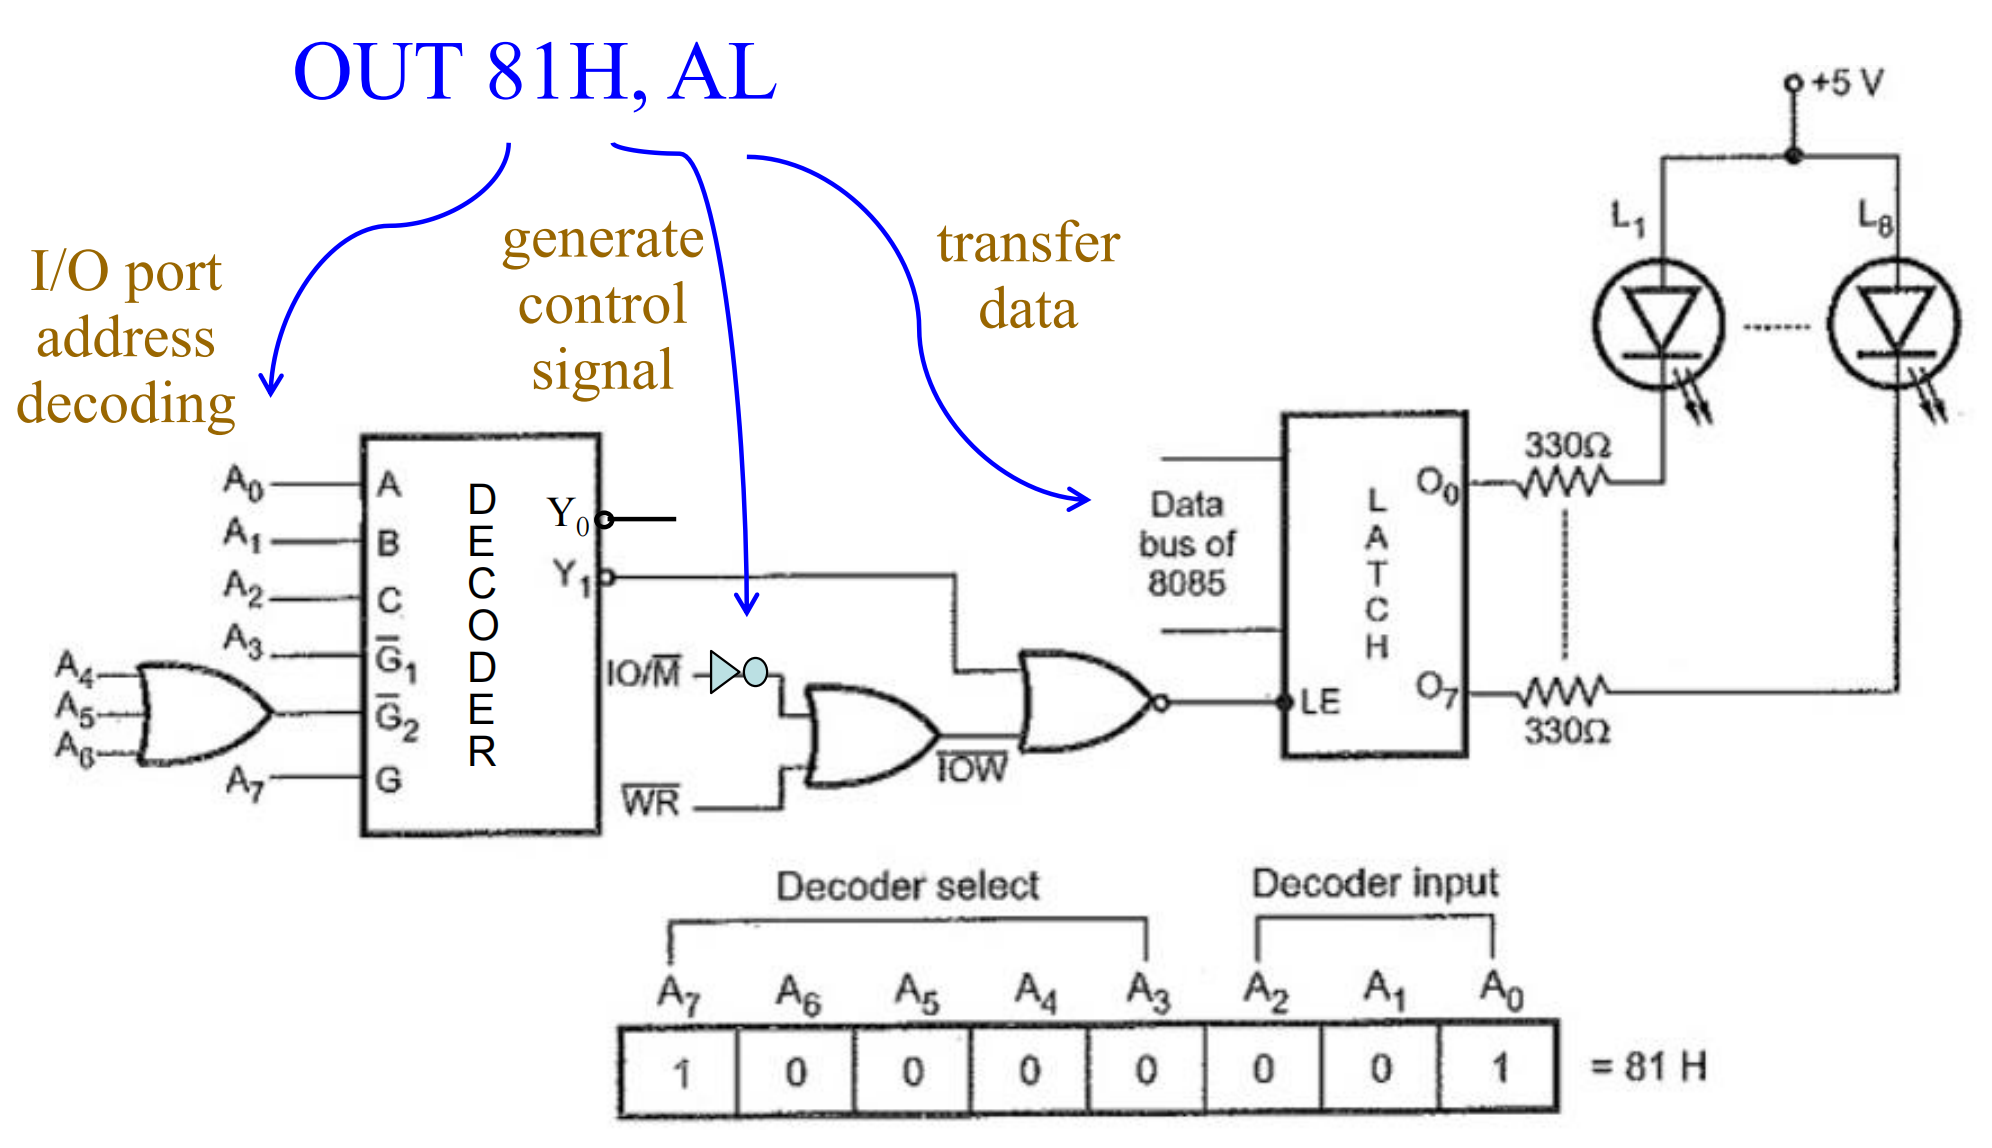 OUT 81H, AL
+5 V
L₁
L₈
I/O port
address
decoding
generate
control
signal
transfer
data
A₀
A₁
A₂
A₃
A₄
A₅
A₆
A₇
A
B
C
G̅₁
G̅₂
G
D
E
C
O
D
E
R
Y₀
Y₁
IO/M̅
W̅R̅
I̅O̅W̅
Data
bus of
8085
L
A
T
C
H
LE
O₀
O₇
330Ω
330Ω
Decoder select
Decoder input
A₇ A₆ A₅ A₄ A₃ A₂ A₁ A₀
1 0 0 0 0 0 0 1 = 81 H